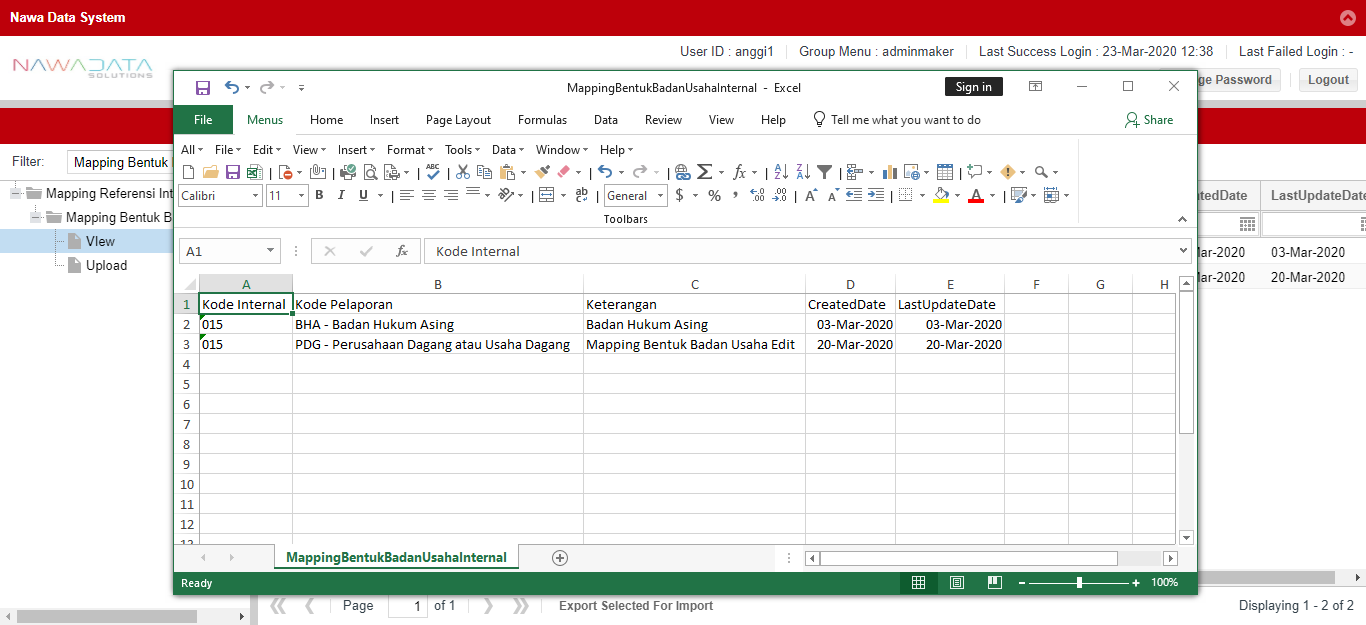 Nawa Data System
User ID : anggi1 Group Menu : adminmaker Last Success Login : 23-Mar-2020 12:38 Last Failed Login : -
NAWADATA
SOLUTIONS
ge Password Logout
MappingBentukBadanUsahaInternal - Excel Sign in
File Menus Home Insert Page Layout Formulas Data Review View Help Tell me what you want to do Share
Filter: Mapping Bentuk
All File Edit View Insert Format Tools Data Window Help
Mapping Referensi Int
Mapping Bentuk B
VIew
Upload
Calibri 11 B I U General $ % ,
Toolbars
A1 fx Kode Internal
atedDate LastUpdateDate
A B C D E F G H
1 Kode Internal Kode Pelaporan Keterangan CreatedDate LastUpdateDate
2 015 BHA - Badan Hukum Asing Badan Hukum Asing 03-Mar-2020 03-Mar-2020
3 015 PDG - Perusahaan Dagang atau Usaha Dagang Mapping Bentuk Badan Usaha Edit 20-Mar-2020 20-Mar-2020
4
5
6
7
8
9
10
11
12
13
Mar-2020 03-Mar-2020
Mar-2020 20-Mar-2020
MappingBentukBadanUsahaInternal
Ready 100%
Page 1 of 1 Export Selected For Import Displaying 1 - 2 of 2